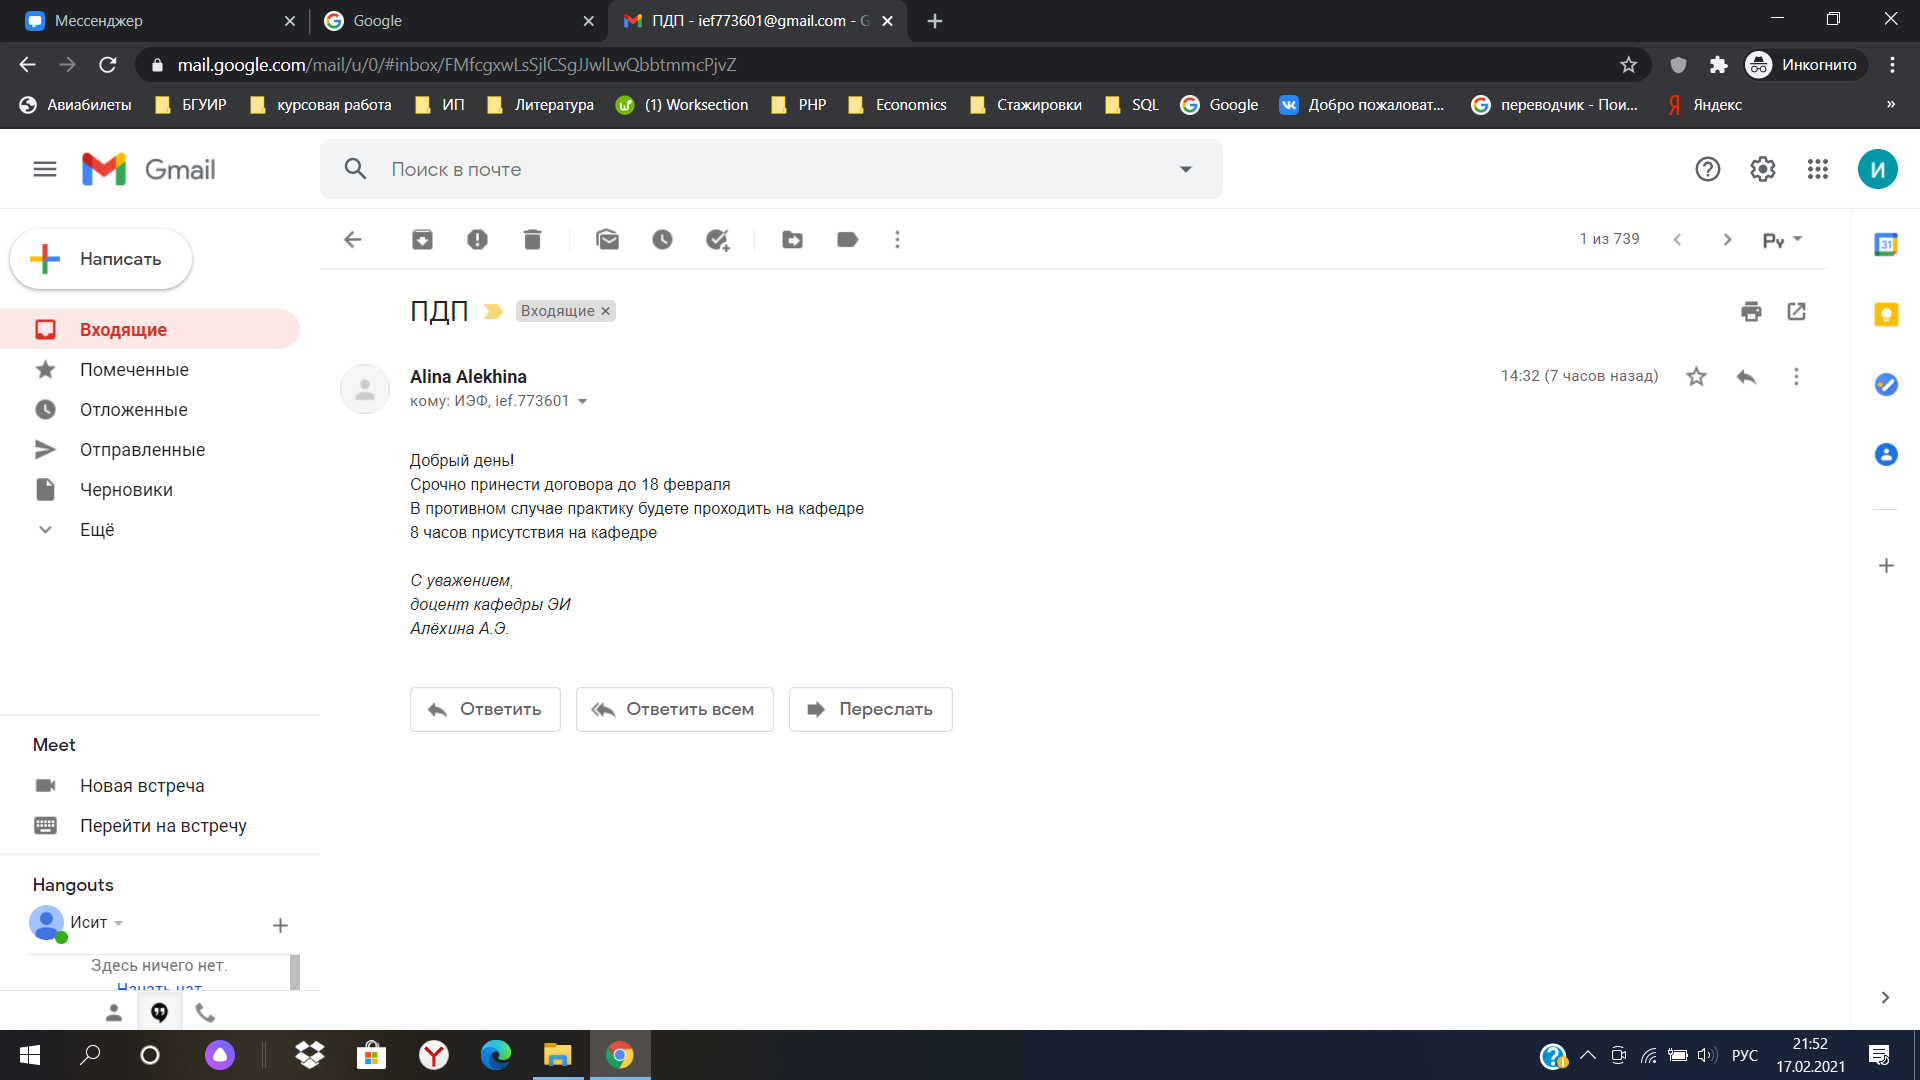 Мессенджер
Google
ПДП - ief773601@gmail.com - G
mail.google.com/mail/u/0/#inbox/FMfcgxwLsSjlCSgJJwlLwQbbtmmcPjvZ
Инкогнито
Авиабилеты
БГУИР
курсовая работа
ИП
Литература
(1) Worksection
PHP
Economics
Стажировки
SQL
Google
Добро пожаловат...
переводчик - Пои...
Яндекс
»
Gmail
Поиск в почте
И
Написать
1 из 739
Ру
31
ПДП
Входящие ×
Входящие
Помеченные
Отложенные
Отправленные
Черновики
Ещё
Alina Alekhina
14:32 (7 часов назад)
кому: ИЭФ, ief.773601
Добрый день!
Срочно принести договора до 18 февраля
В противном случае практику будете проходить на кафедре
8 часов присутствия на кафедре
С уважением,
доцент кафедры ЭИ
Алёхина А.Э.
Ответить
Ответить всем
Переслать
Meet
Новая встреча
Перейти на встречу
Hangouts
Исит
Здесь ничего нет.
Начать чат
РУС
21:52
17.02.2021